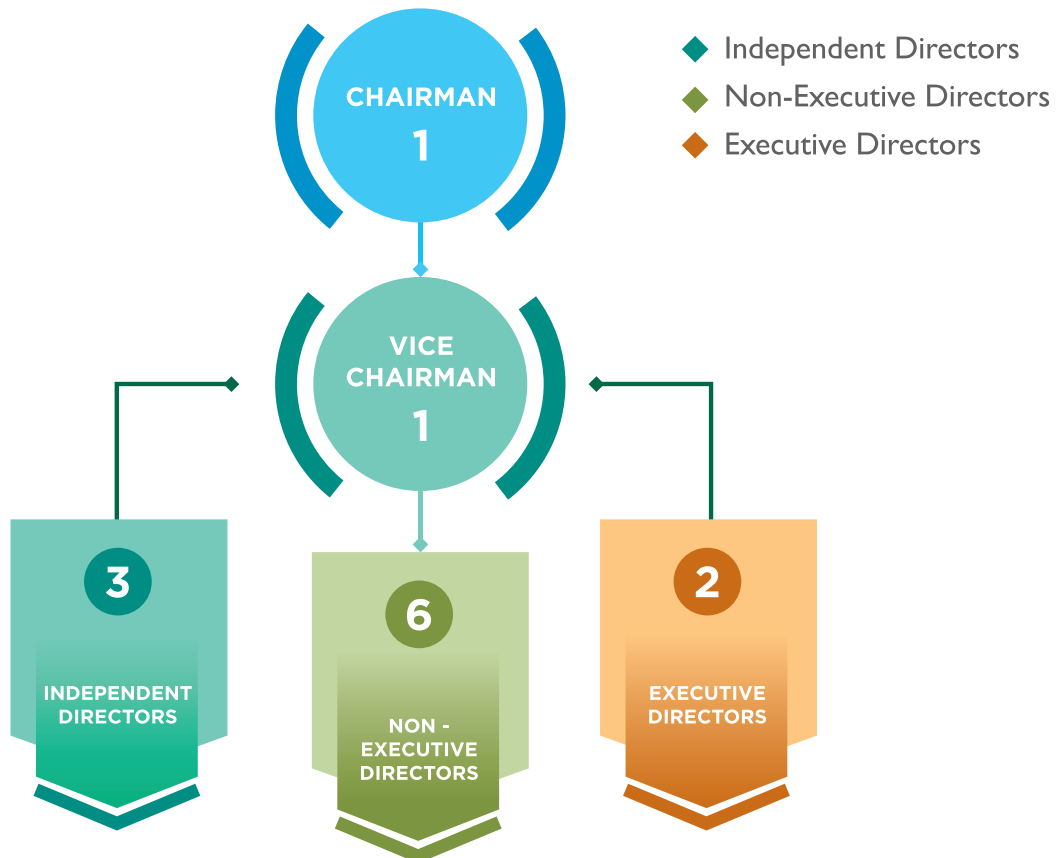 CHAIRMAN
1
Independent Directors
Non-Executive Directors
Executive Directors
VICE
CHAIRMAN
1
3
INDEPENDENT
DIRECTORS
6
NON -
EXECUTIVE
DIRECTORS
2
EXECUTIVE
DIRECTORS